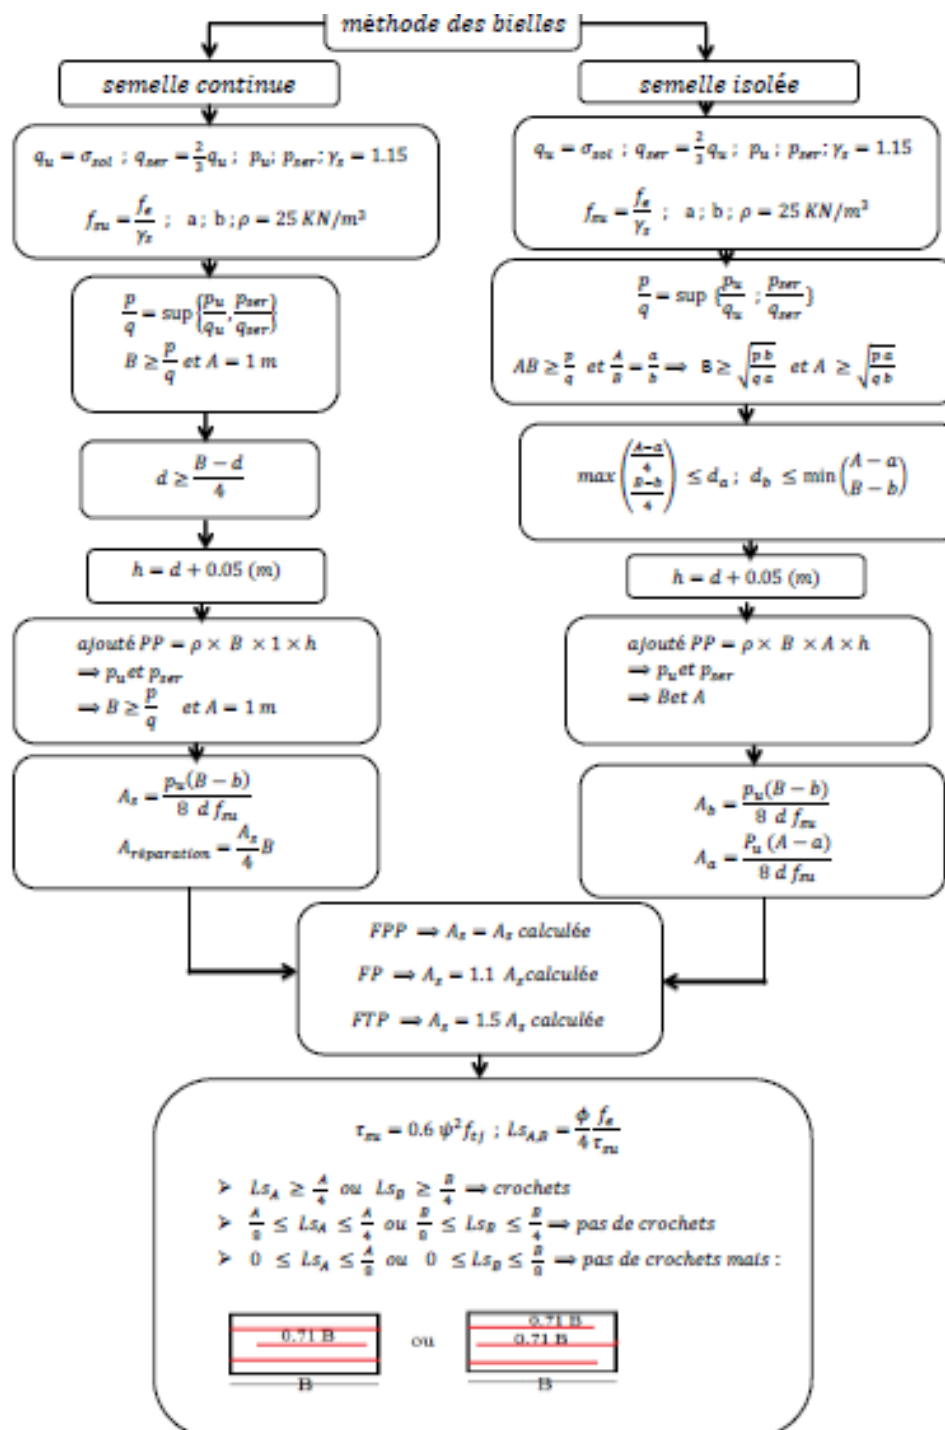 méthode des bielles
semelle continue
q_u = σ_sol ; q_ser = 2/3 q_u ; p_u; p_ser; γ_s = 1.15
f_su = f_e/γ_s ; a ; b ; ρ = 25 KN/m³
p/q = sup{p_u/q_u, p_ser/q_ser}
B ≥ p/q et A = 1 m
d ≥ (B − d)/4
h = d + 0.05 (m)
ajouté PP = ρ × B × 1 × h
⟹ p_u et p_ser
⟹ B ≥ p/q et A = 1 m
A_s = p_u(B − b)/(8 d f_su)
A_réparation = A_s/4 B
semelle isolée
q_u = σ_sol ; q_ser = 2/3 q_u ; p_u; p_ser; γ_s = 1.15
f_su = f_e/γ_s ; a ; b ; ρ = 25 KN/m³
p/q = sup {p_u/q_u ; p_ser/q_ser}
AB ≥ p/q et A/B = a/b ⟹ B ≥ √(p b/q a) et A ≥ √(p a/q b)
max((A−a)/4 (B−b)/4) ≤ d_a ; d_b ≤ min(A − a B − b)
h = d + 0.05 (m)
ajouté PP = ρ × B × A × h
⟹ p_u et p_ser
⟹ Bet A
A_b = p_u(B − b)/(8 d f_su)
A_a = P_u (A − a)/(8 d f_su)
FPP ⟹ A_s = A_s calculée
FP ⟹ A_s = 1.1 A_s calculée
FTP ⟹ A_s = 1.5 A_s calculée
τ_su = 0.6 ψ² f_tj ; Ls_A,B = ϕ/4 f_e/τ_su
➢ Ls_A ≥ A/4 ou Ls_B ≥ B/4 ⟹ crochets
➢ A/8 ≤ Ls_A ≤ A/4 ou B/8 ≤ Ls_B ≤ B/4 ⟹ pas de crochets
➢ 0 ≤ Ls_A ≤ A/8 ou 0 ≤ Ls_B ≤ B/8 ⟹ pas de crochets mais :
0.71 B
B
ou
0.71 B
0.71 B
B